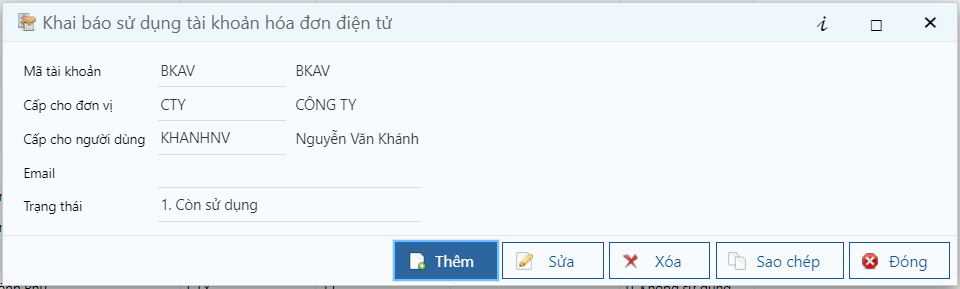 Khai báo sử dụng tài khoản hóa đơn điện tử
Mã tài khoản BKAV BKAV
Cấp cho đơn vị CTY CÔNG TY
Cấp cho người dùng KHANHNV Nguyễn Văn Khánh
Email
Trạng thái 1. Còn sử dụng
Thêm Sửa Xóa Sao chép Đóng